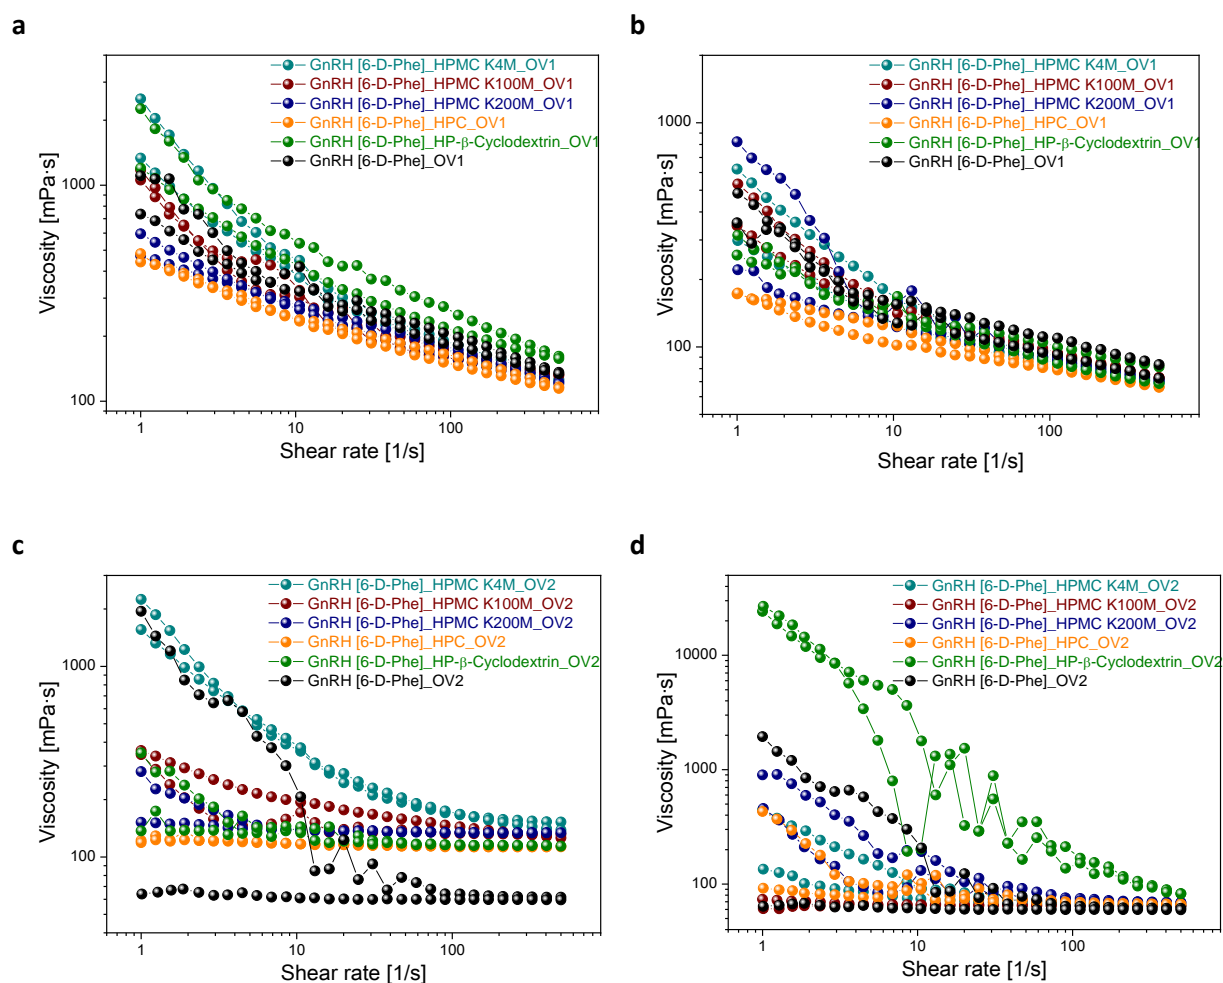 a
GnRH [6-D-Phe]_HPMC K4M_OV1
GnRH [6-D-Phe]_HPMC K100M_OV1
GnRH [6-D-Phe]_HPMC K200M_OV1
GnRH [6-D-Phe]_HPC_OV1
GnRH [6-D-Phe]_HP-β-Cyclodextrin_OV1
GnRH [6-D-Phe]_OV1
Viscosity [mPa·s]
1000
100
1
10
100
Shear rate [1/s]
b
GnRH [6-D-Phe]_HPMC K4M_OV1
GnRH [6-D-Phe]_HPMC K100M_OV1
GnRH [6-D-Phe]_HPMC K200M_OV1
GnRH [6-D-Phe]_HPC_OV1
GnRH [6-D-Phe]_HP-β-Cyclodextrin_OV1
GnRH [6-D-Phe]_OV1
Viscosity [mPa·s]
1000
100
1
10
100
Shear rate [1/s]
c
GnRH [6-D-Phe]_HPMC K4M_OV2
GnRH [6-D-Phe]_HPMC K100M_OV2
GnRH [6-D-Phe]_HPMC K200M_OV2
GnRH [6-D-Phe]_HPC_OV2
GnRH [6-D-Phe]_HP-β-Cyclodextrin_OV2
GnRH [6-D-Phe]_OV2
Viscosity [mPa·s]
1000
100
1
10
100
Shear rate [1/s]
d
GnRH [6-D-Phe]_HPMC K4M_OV2
GnRH [6-D-Phe]_HPMC K100M_OV2
GnRH [6-D-Phe]_HPMC K200M_OV2
GnRH [6-D-Phe]_HPC_OV2
GnRH [6-D-Phe]_HP-β-Cyclodextrin_OV2
GnRH [6-D-Phe]_OV2
Viscosity [mPa·s]
10000
1000
100
1
10
100
Shear rate [1/s]